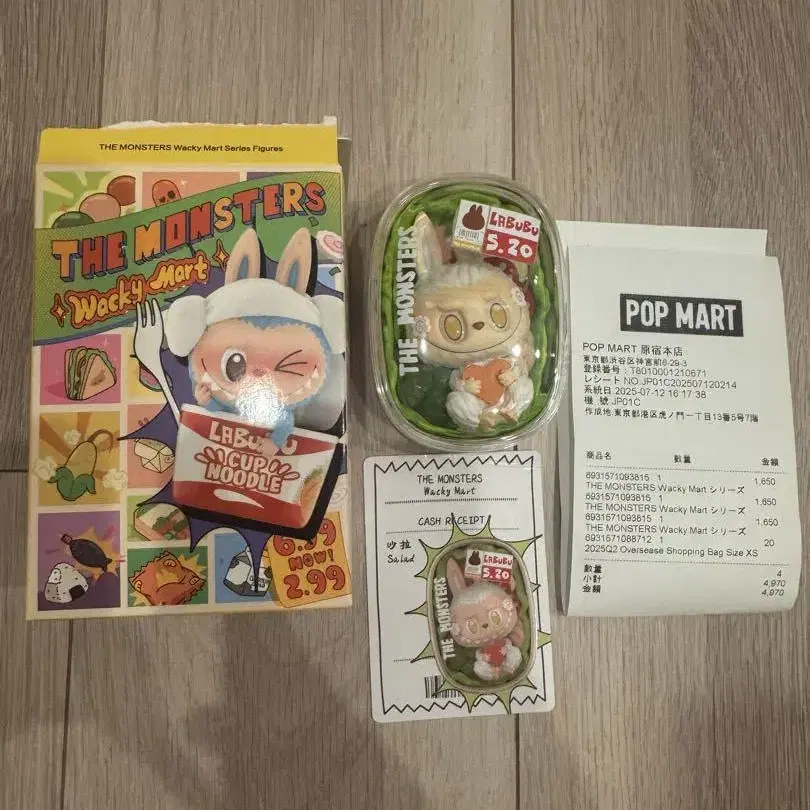 THE MONSTERS Wacky Mart Series Figures
THE MONSTERS
Wacky Mart
LABUBU
CUP
NOODLE
6.99
NOW!
2.99
THE MONSTERS
LABUBU
5.20
THE MONSTERS
Wacky Mart
CASH RECEIPT
沙拉
Salad
THE MONSTERS
LABUBU
5.20
POP MART
POP MART 原宿本店
東京都渋谷区神宮前6-29-3
登録番号：T8010001210671
レシート NO.:JP01C202507120214
系統日 2025-07-12 16:17:38
機 號 JP01C
作成地:東京都港区虎ノ門一丁目13番5号7階
商品名 数量 金額
6931571093815 1 1,650
THE MONSTERS Wacky Mart シリーズ
6931571093815 1 1,650
THE MONSTERS Wacky Mart シリーズ
6931571093815 1 1,650
THE MONSTERS Wacky Mart シリーズ
6931571088712 1 20
2025Q2 Oversease Shopping Bag Size XS
数量 4
小計 4,970
金額 4,970